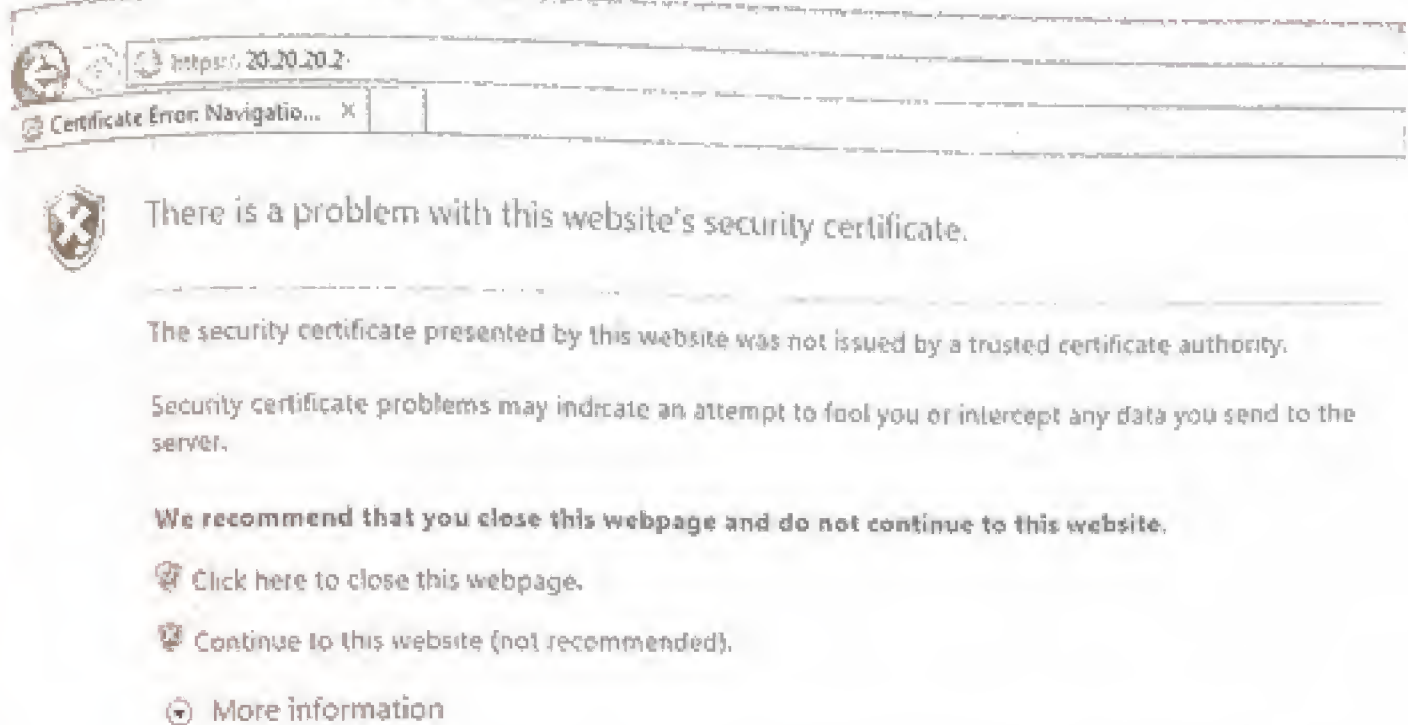 https:// 20.20.20.2
Certificate Error: Navigatio... X
There is a problem with this website's security certificate.
The security certificate presented by this website was not issued by a trusted certificate authority.
Security certificate problems may indicate an attempt to fool you or intercept any data you send to the
server.
We recommend that you close this webpage and do not continue to this website.
Click here to close this webpage.
Continue to this website (not recommended).
More information